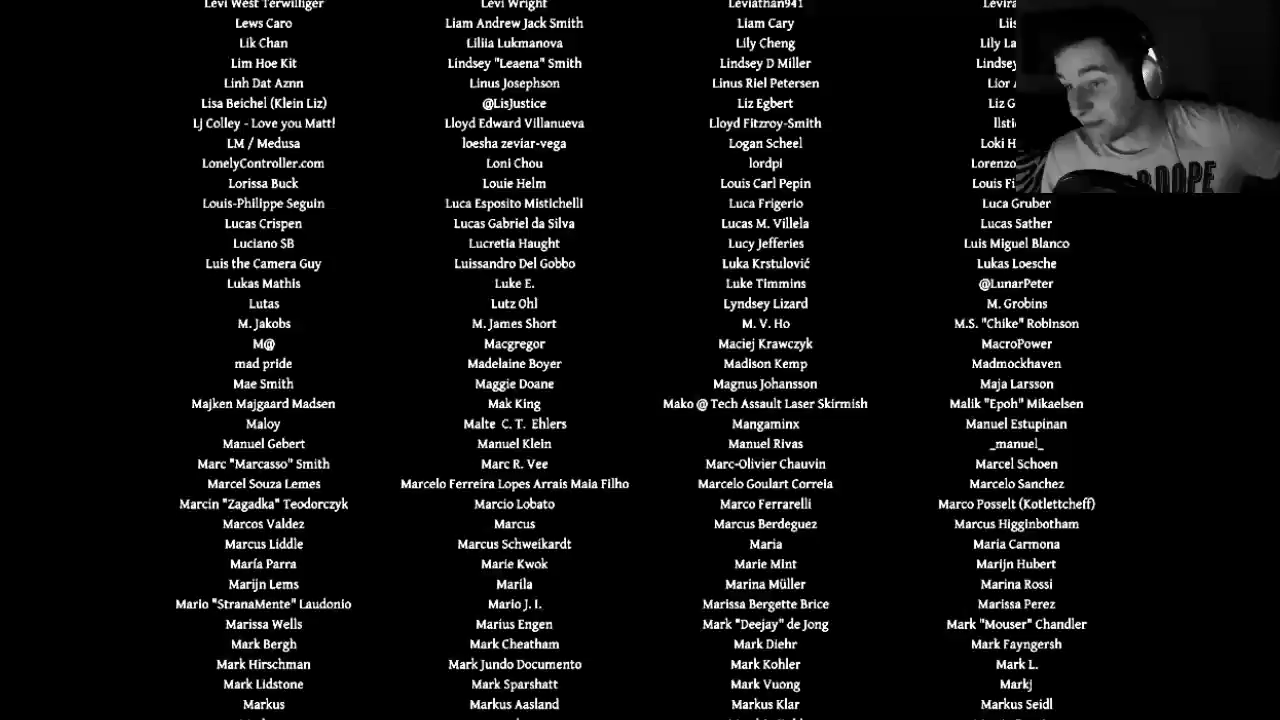 Levi West Terwilliger Levi Wright Leviathan941
Lews Caro Liam Andrew Jack Smith Liam Cary
Lik Chan Liliia Lukmanova Lily Cheng Lily
Lim Hoe Kit Lindsey "Leaena" Smith Lindsey D Miller Lindsey
Linh Dat Aznn Linus Josephson Linus Riel Petersen Lior
Lisa Beichel (Klein Liz) @LisJustice Liz Egbert Liz
Lj Colley - Love you Matt! Lloyd Edward Villanueva Lloyd Fitzroy-Smith
LM / Medusa loesha zeviar-vega Logan Scheel Loki
LonelyController.com Loni Chou lordpi Lorenzo
Lorissa Buck Louie Helm Louis Carl Pepin Louis
Louis-Philippe Seguin Luca Esposito Mistichelli Luca Frigerio Luca Gruber
Lucas Crispen Lucas Gabriel da Silva Lucas M. Villela Lucas Sather
Luciano SB Lucretia Haught Lucy Jefferies Luis Miguel Blanco
Luis the Camera Guy Luissandro Del Gobbo Luka Krstulović Lukas Loesche
Lukas Mathis Luke E. Luke Timmins @LunarPeter
Lutas Lutz Ohl Lyndsey Lizard M. Grobins
M. Jakobs M. James Short M. V. Ho M.S. "Chike" Robinson
M@ Macgregor Maciej Krawczyk MacroPower
mad pride Madelaine Boyer Madison Kemp Madmockhaven
Mae Smith Maggie Doane Magnus Johansson Maja Larsson
Majken Majgaard Madsen Mak King Mako @ Tech Assault Laser Skirmish Malik "Epoh" Mikaelsen
Maloy Malte C. T. Ehlers Mangaminx Manuel Estupinan
Manuel Gebert Manuel Klein Manuel Rivas _manuel_
Marc "Marcasso" Smith Marc R. Vee Marc-Olivier Chauvin Marcel Schoen
Marcel Souza Lemes Marcelo Ferreira Lopes Arrais Maia Filho Marcelo Goulart Correia Marcelo Sanchez
Marcin "Zagadka" Teodorczyk Marcio Lobato Marco Ferrarelli Marco Posselt (Kotlettcheff)
Marcos Valdez Marcus Marcus Berdeguez Marcus Higginbotham
Marcus Liddle Marcus Schweikardt Maria Maria Carmona
María Parra Marie Kwok Marie Mint Marijn Hubert
Marijn Lems Marila Marina Müller Marina Rossi
Mario "StranaMente" Laudonio Mario J. I. Marissa Bergette Brice Marissa Perez
Marissa Wells Marius Engen Mark "Deejay" de Jong Mark "Mouser" Chandler
Mark Bergh Mark Cheatham Mark Diehr Mark Fayngersh
Mark Hirschman Mark Jundo Documento Mark Kohler Mark L.
Mark Lidstone Mark Sparshatt Mark Vuong Markj
Markus Markus Aasland Markus Klar Markus Seidl